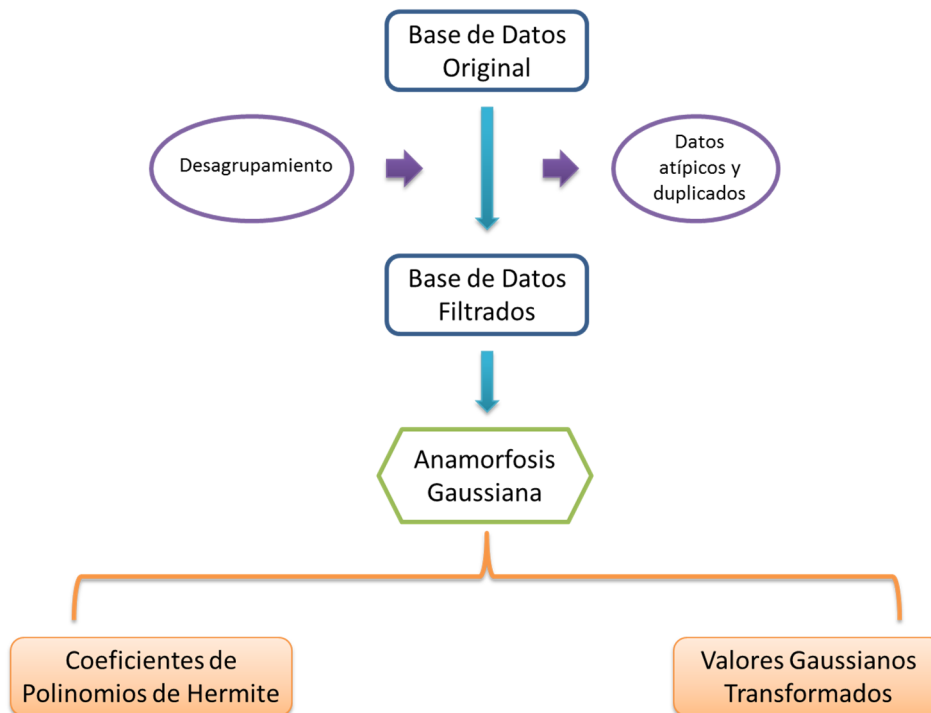 Base de Datos
Original
Desagrupamiento
Datos
atípicos y
duplicados
Base de Datos
Filtrados
Anamorfosis
Gaussiana
Coeficientes de
Polinomios de Hermite
Valores Gaussianos
Transformados